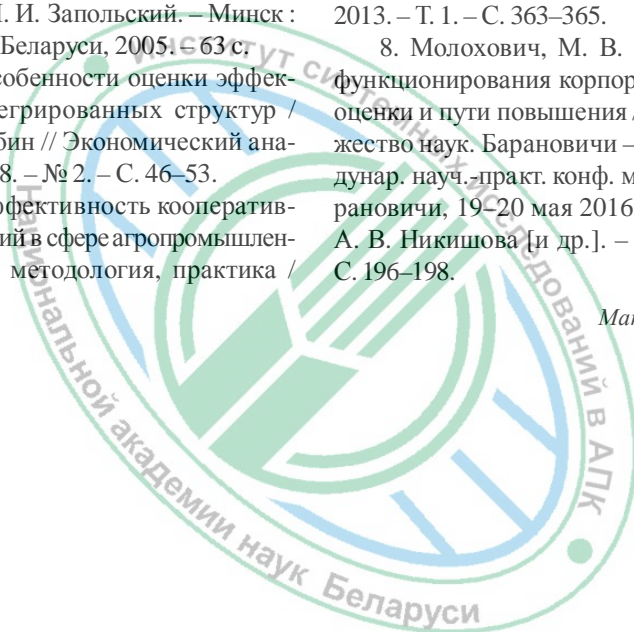 И. И. Запольский. – Минск :
Беларуси, 2005. – 63 с.
собенности оценки эффек-
егрированных структур /
бин // Экономический ана-
8. – № 2. – С. 46–53.
ффективность кооператив-
ий в сфере агропромышлен-
методология, практика /
2013. – Т. 1. – С. 363–365.
8. Молохович, М. В.
функционирования корпор
оценки и пути повышения /
жество наук. Барановичи –
дунар. науч.-практ. конф. м
рановичи, 19–20 мая 2016
А. В. Никишова [и др.]. –
С. 196–198.
Институт системных исследований в АПК
Национальной академии наук Беларуси